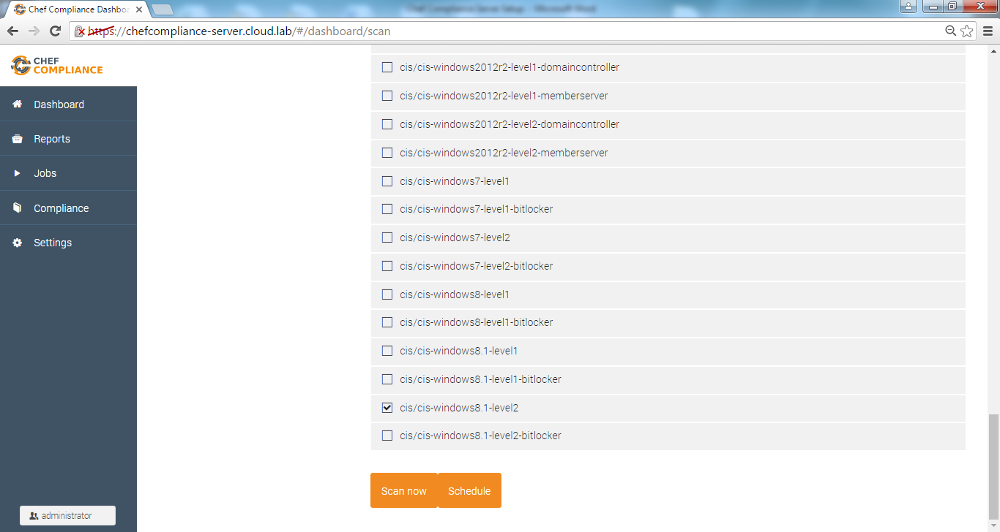 Chef Compliance Server Setup - Microsoft Word
Chef Compliance Dashbo
https://chefcompliance-server.cloud.lab/#/dashboard/scan
CHEF
COMPLIANCE
Dashboard
Reports
Jobs
Compliance
Settings
administrator
cis/cis-windows2012r2-level1-domaincontroller
cis/cis-windows2012r2-level1-memberserver
cis/cis-windows2012r2-level2-domaincontroller
cis/cis-windows2012r2-level2-memberserver
cis/cis-windows7-level1
cis/cis-windows7-level1-bitlocker
cis/cis-windows7-level2
cis/cis-windows7-level2-bitlocker
cis/cis-windows8-level1
cis/cis-windows8-level1-bitlocker
cis/cis-windows8.1-level1
cis/cis-windows8.1-level1-bitlocker
cis/cis-windows8.1-level2
cis/cis-windows8.1-level2-bitlocker
Scan now
Schedule